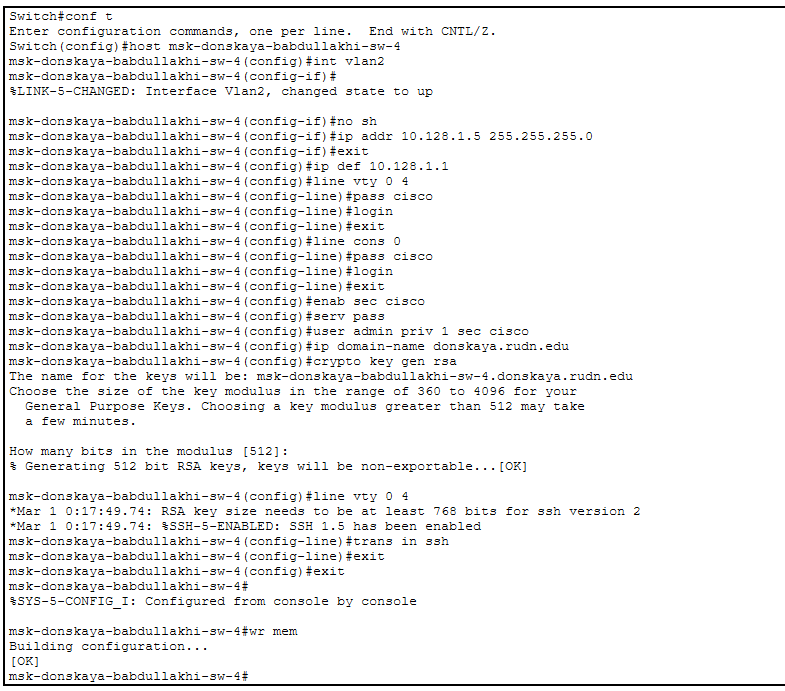 Switch#conf t
Enter configuration commands, one per line.  End with CNTL/Z.
Switch(config)#host msk-donskaya-babdullakhi-sw-4
msk-donskaya-babdullakhi-sw-4(config)#int vlan2
msk-donskaya-babdullakhi-sw-4(config-if)#
%LINK-5-CHANGED: Interface Vlan2, changed state to up

msk-donskaya-babdullakhi-sw-4(config-if)#no sh
msk-donskaya-babdullakhi-sw-4(config-if)#ip addr 10.128.1.5 255.255.255.0
msk-donskaya-babdullakhi-sw-4(config-if)#exit
msk-donskaya-babdullakhi-sw-4(config)#ip def 10.128.1.1
msk-donskaya-babdullakhi-sw-4(config)#line vty 0 4
msk-donskaya-babdullakhi-sw-4(config-line)#pass cisco
msk-donskaya-babdullakhi-sw-4(config-line)#login
msk-donskaya-babdullakhi-sw-4(config-line)#exit
msk-donskaya-babdullakhi-sw-4(config)#line cons 0
msk-donskaya-babdullakhi-sw-4(config-line)#pass cisco
msk-donskaya-babdullakhi-sw-4(config-line)#login
msk-donskaya-babdullakhi-sw-4(config-line)#exit
msk-donskaya-babdullakhi-sw-4(config)#enab sec cisco
msk-donskaya-babdullakhi-sw-4(config)#serv pass
msk-donskaya-babdullakhi-sw-4(config)#user admin priv 1 sec cisco
msk-donskaya-babdullakhi-sw-4(config)#ip domain-name donskaya.rudn.edu
msk-donskaya-babdullakhi-sw-4(config)#crypto key gen rsa
The name for the keys will be: msk-donskaya-babdullakhi-sw-4.donskaya.rudn.edu
Choose the size of the key modulus in the range of 360 to 4096 for your
  General Purpose Keys. Choosing a key modulus greater than 512 may take
  a few minutes.

How many bits in the modulus [512]:
% Generating 512 bit RSA keys, keys will be non-exportable...[OK]

msk-donskaya-babdullakhi-sw-4(config)#line vty 0 4
*Mar 1 0:17:49.74: RSA key size needs to be at least 768 bits for ssh version 2
*Mar 1 0:17:49.74: %SSH-5-ENABLED: SSH 1.5 has been enabled
msk-donskaya-babdullakhi-sw-4(config-line)#trans in ssh
msk-donskaya-babdullakhi-sw-4(config-line)#exit
msk-donskaya-babdullakhi-sw-4(config)#exit
msk-donskaya-babdullakhi-sw-4#
%SYS-5-CONFIG_I: Configured from console by console

msk-donskaya-babdullakhi-sw-4#wr mem
Building configuration...
[OK]
msk-donskaya-babdullakhi-sw-4#